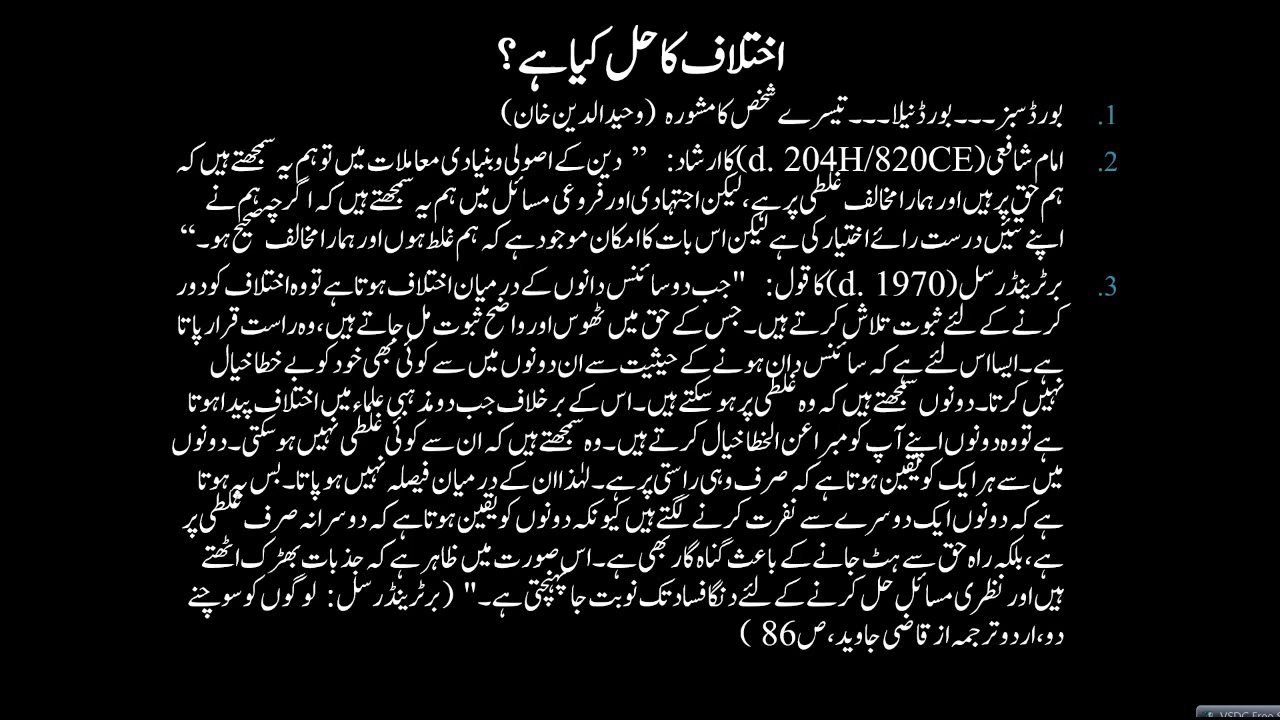 اختلاف کا حل کیا ہے؟
1. بورڈ سبز۔۔۔بورڈ نیلا۔۔۔تیسرے شخص کا مشورہ (وحید الدین خان)
2. امام شافعی(d. 204H/820CE)کا ارشاد: ” دین کے اصولی و بنیادی معاملات میں تو ہم یہ سمجھتے ہیں کہ
ہم حق پر ہیں اور ہمارا مخالف غلطی پر ہے، لیکن اجتہادی اور فروعی مسائل میں ہم یہ سمجھتے ہیں کہ اگرچہ ہم نے
اپنے تئیں درست رائے اختیار کی ہے لیکن اس بات کا امکان موجود ہے کہ ہم غلط ہوں اور ہمارا مخالف صحیح ہو۔“
3. برٹرینڈ رسل(d. 1970)کا قول: "جب دو سائنس دانوں کے درمیان اختلاف ہوتا ہے تو وہ اختلاف کو دور
کرنے کے لئے ثبوت تلاش کرتے ہیں۔ جس کے حق میں ٹھوس اور واضح ثبوت مل جاتے ہیں، وہ راست قرار پاتا
ہے۔ ایسا اس لئے ہے کہ سائنس دان ہونے کے حیثیت سے ان دونوں میں سے کوئی بھی خود کو بے خطا خیال
نہیں کرتا۔ دونوں سمجھتے ہیں کہ وہ غلطی پر ہو سکتے ہیں۔ اس کے برخلاف جب دو مذہبی علماء میں اختلاف پیدا ہوتا
ہے تو وہ دونوں اپنے آپ کو مبرا عن الخطا خیال کرتے ہیں۔ وہ سمجھتے ہیں کہ ان سے کوئی غلطی نہیں ہو سکتی۔ دونوں
میں سے ہر ایک کو یقین ہوتا ہے کہ صرف وہی راستی پر ہے۔ لہٰذا ان کے درمیان فیصلہ نہیں ہو پاتا۔ بس یہ ہوتا
ہے کہ دونوں ایک دوسرے سے نفرت کرنے لگتے ہیں کیونکہ دونوں کو یقین ہوتا ہے کہ دوسرا نہ صرف غلطی پر
ہے، بلکہ راہ حق سے ہٹ جانے کے باعث گناہ گار بھی ہے۔ اس صورت میں ظاہر ہے کہ جذبات بھڑک اٹھتے
ہیں اور نظری مسائل حل کرنے کے لئے دنگا فساد تک نوبت جا پہنچتی ہے۔" (برٹرینڈ رسل: لوگوں کو سوچنے
دو، اردو ترجمہ از قاضی جاوید، ص86 )
VSDC Free